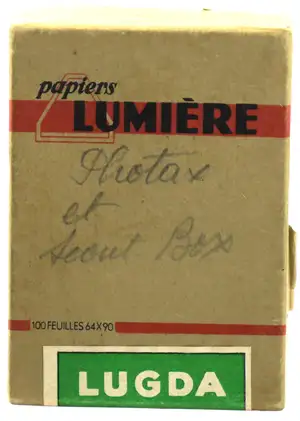 papiers
LUMIÈRE
Photax
et
Scout Box
100 FEUILLES 64X90
LUGDA